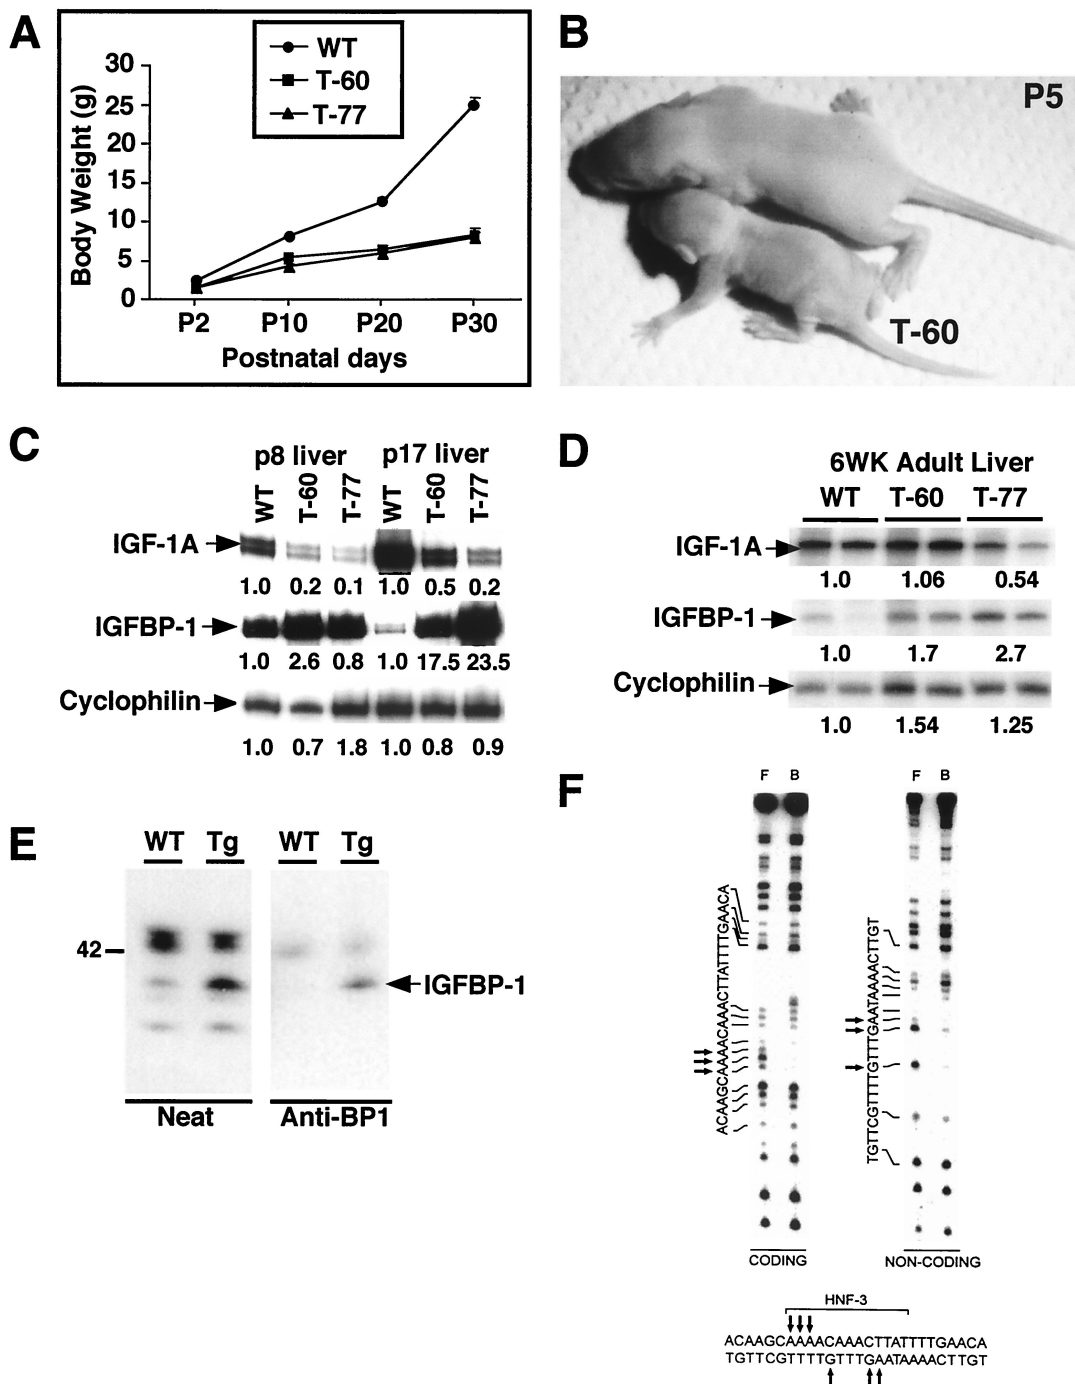 A
WT
T-60
T-77
30
25
20
15
10
5
0
Body Weight (g)
P2 P10 P20 P30
Postnatal days
B
P5
T-60
C
p8 liver p17 liver
WT T-60 T-77 WT T-60 T-77
IGF-1A
1.0 0.2 0.1 1.0 0.5 0.2
IGFBP-1
1.0 2.6 0.8 1.0 17.5 23.5
Cyclophilin
1.0 0.7 1.8 1.0 0.8 0.9
D
6WK Adult Liver
WT T-60 T-77
IGF-1A
1.0 1.06 0.54
IGFBP-1
1.0 1.7 2.7
Cyclophilin
1.0 1.54 1.25
E
WT Tg WT Tg
42
IGFBP-1
Neat Anti-BP1
F
F B F B
ACAAGCAAAACAAACTTATTTTGAACA
TGTTCGTTTTGTTTGAATAAAACTTGT
CODING NON-CODING
HNF-3
ACAAGCAAAACAAACTTATTTTGAACA
TGTTCGTTTTGTTTGAATAAAACTTGT